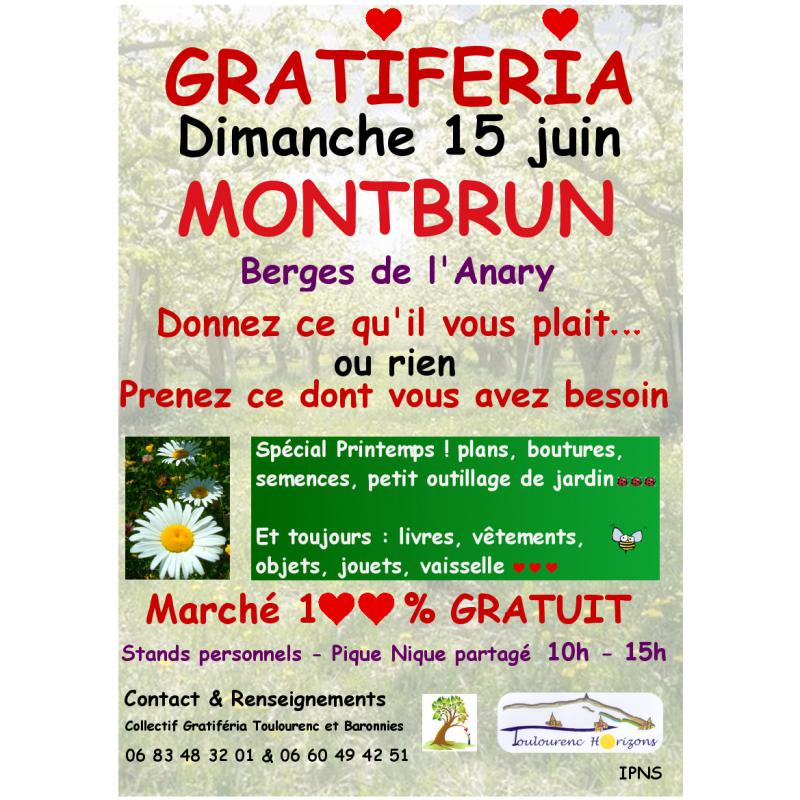 GRATIFERIA
Dimanche 15 juin
MONTBRUN
Berges de l'Anary
Donnez ce qu'il vous plait...
ou rien
Prenez ce dont vous avez besoin
Spécial Printemps ! plans, boutures,
semences, petit outillage de jardin
Et toujours : livres, vêtements,
objets, jouets, vaisselle
Marché 1❤❤ % GRATUIT
Stands personnels - Pique Nique partagé 10h - 15h
Contact & Renseignements
Collectif Gratiféria Toulourenc et Baronnies
06 83 48 32 01 & 06 60 49 42 51
Toulourenc Horizons
IPNS